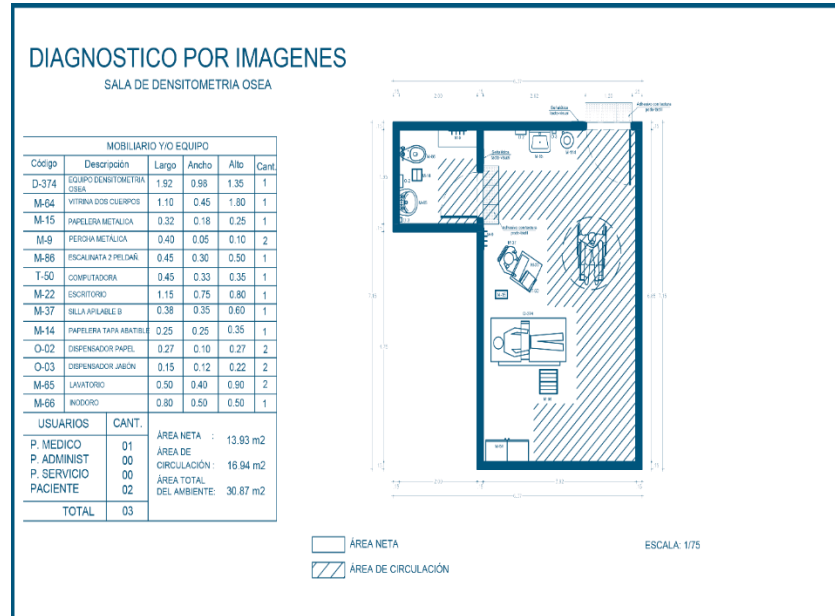 DIAGNOSTICO POR IMAGENES
SALA DE DENSITOMETRIA OSEA
MOBILIARIO Y/O EQUIPO
Código Descripción Largo Ancho Alto Cant.
D-374 EQUIPO DENSITOMETRIA OSEA 1.92 0.98 1.35 1
M-64 VITRINA DOS CUERPOS 1.10 0.45 1.80 1
M-15 PAPELERA METALICA 0.32 0.18 0.25 1
M-9 PERCHA METÁLICA 0.40 0.05 0.10 2
M-86 ESCALINATA 2 PELDAÑ. 0.45 0.30 0.50 1
T-50 COMPUTADORA 0.45 0.33 0.35 1
M-22 ESCRITORIO 1.15 0.75 0.80 1
M-37 SILLA APILABLE B 0.38 0.35 0.60 1
M-14 PAPELERA TAPA ABATIBLE 0.25 0.25 0.35 1
O-02 DISPENSADOR PAPEL 0.27 0.10 0.27 2
O-03 DISPENSADOR JABÓN 0.15 0.12 0.22 2
M-65 LAVATORIO 0.50 0.40 0.90 2
M-66 INODORO 0.80 0.50 0.50 1
USUARIOS CANT.
P. MEDICO 01
P. ADMINIST 00
P. SERVICIO 00
PACIENTE 02
TOTAL 03
ÁREA NETA : 13.93 m2
ÁREA DE
CIRCULACIÓN : 16.94 m2
ÁREA TOTAL
DEL AMBIENTE: 30.87 m2
ÁREA NETA
ÁREA DE CIRCULACIÓN
ESCALA: 1/75